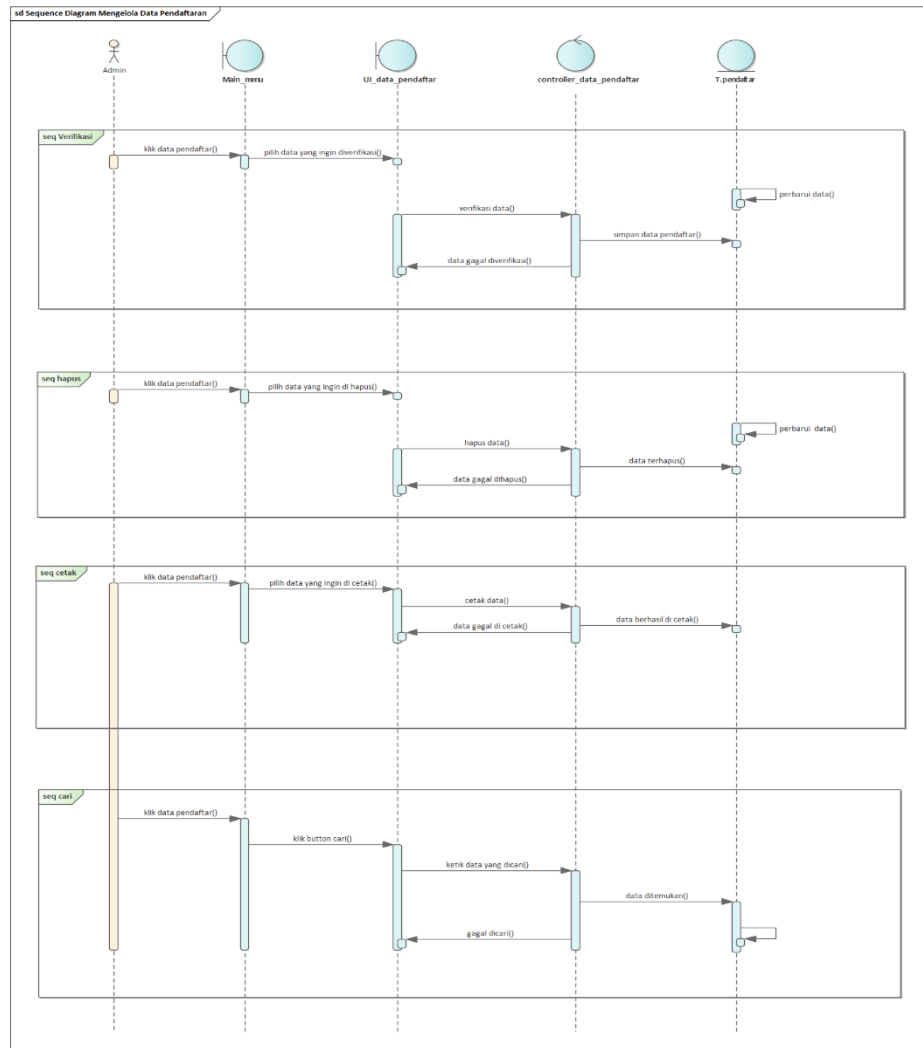 sd Sequence Diagram Mengelola Data Pendaftaran
Admin
Main_menu
UI_data_pendaftar
controller_data_pendaftar
T.pendaftar
seq Verifikasi
klik data pendaftar()
pilih data yang ingin diverifikasi()
perbarui data()
verifikasi data()
simpan data pendaftar()
data gagal diverifikasi()
seq hapus
klik data pendaftar()
pilih data yang ingin di hapus()
perbarui data()
hapus data()
data terhapus()
data gagal dihapus()
seq cetak
klik data pendaftar()
pilih data yang ingin di cetak()
cetak data()
data berhasil di cetak()
data gagal di cetak()
seq cari
klik data pendaftar()
klik button cari()
ketik data yang dicari()
data ditemukan()
gagal dicari()